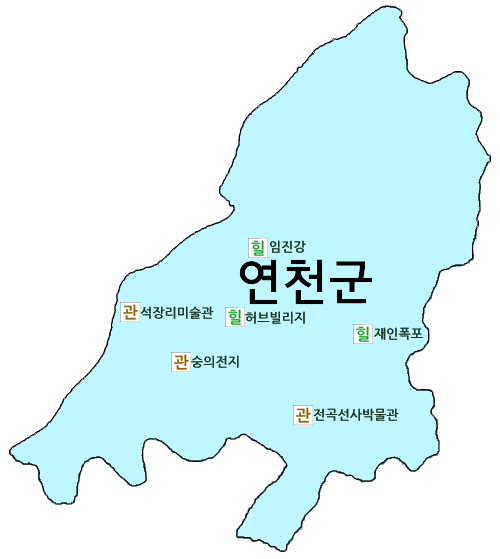 힐 임진강
연천군
관 석장리미술관
힐 허브빌리지
힐 재인폭포
관 숭의전지
관 전곡선사박물관